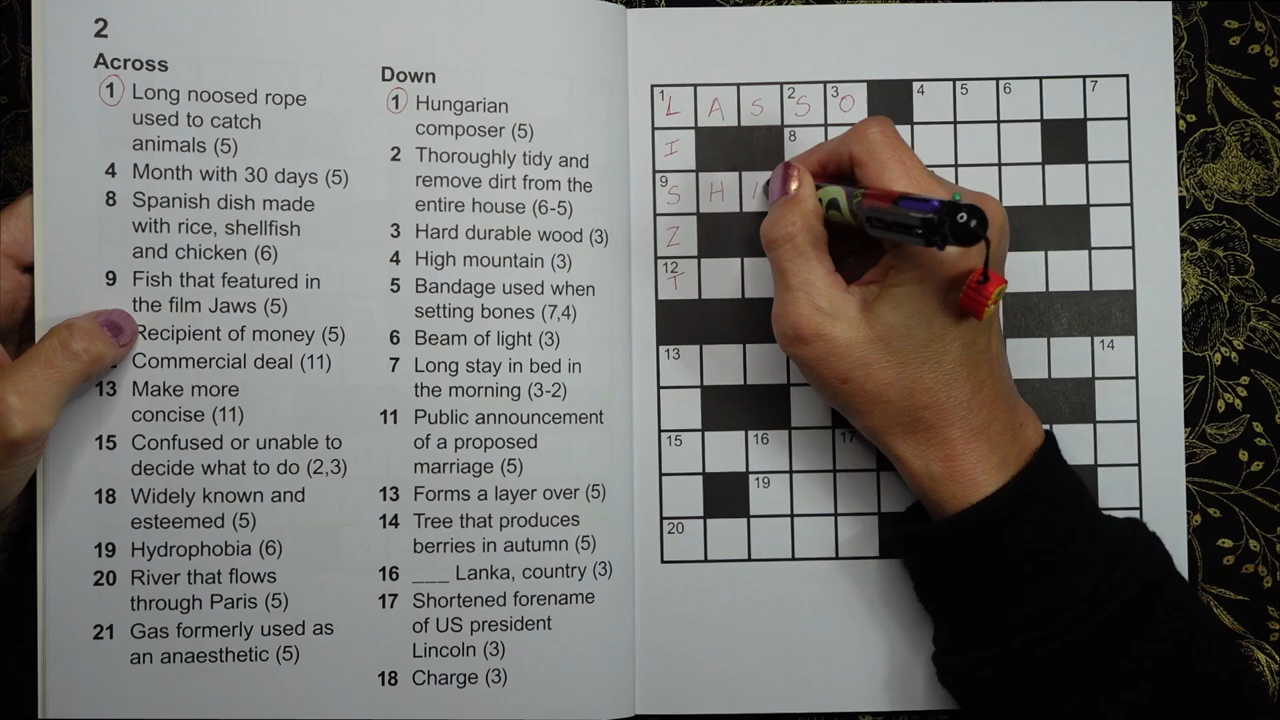 2
Across
1 Long noosed rope
used to catch
animals (5)
4 Month with 30 days (5)
8 Spanish dish made
with rice, shellfish
and chicken (6)
9 Fish that featured in
the film Jaws (5)
Recipient of money (5)
Commercial deal (11)
13 Make more
concise (11)
15 Confused or unable to
decide what to do (2,3)
18 Widely known and
esteemed (5)
19 Hydrophobia (6)
20 River that flows
through Paris (5)
21 Gas formerly used as
an anaesthetic (5)
Down
1 Hungarian
composer (5)
2 Thoroughly tidy and
remove dirt from the
entire house (6-5)
3 Hard durable wood (3)
4 High mountain (3)
5 Bandage used when
setting bones (7,4)
6 Beam of light (3)
7 Long stay in bed in
the morning (3-2)
11 Public announcement
of a proposed
marriage (5)
13 Forms a layer over (5)
14 Tree that produces
berries in autumn (5)
16 ___ Lanka, country (3)
17 Shortened forename
of US president
Lincoln (3)
18 Charge (3)
1 2 3 4 5 6 7
L A S S O
8
I
9
S H
Z
12
T
13 14
15 16 17
19
20